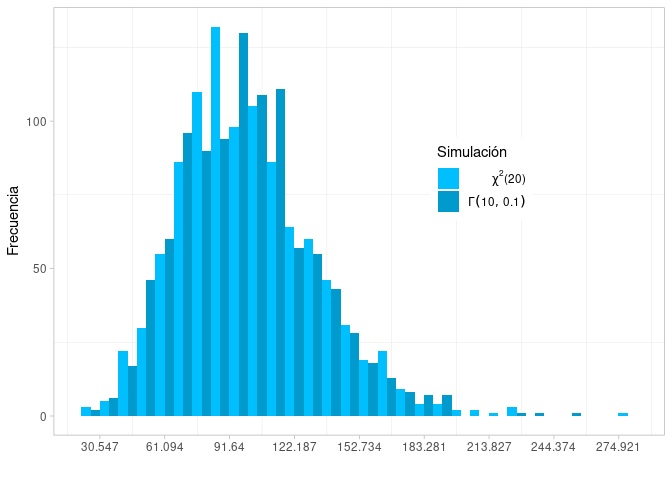 Frecuencia
100
50
0
Simulación
χ²(20)
Γ(10, 0.1)
30.547 61.094 91.64 122.187 152.734 183.281 213.827 244.374 274.921